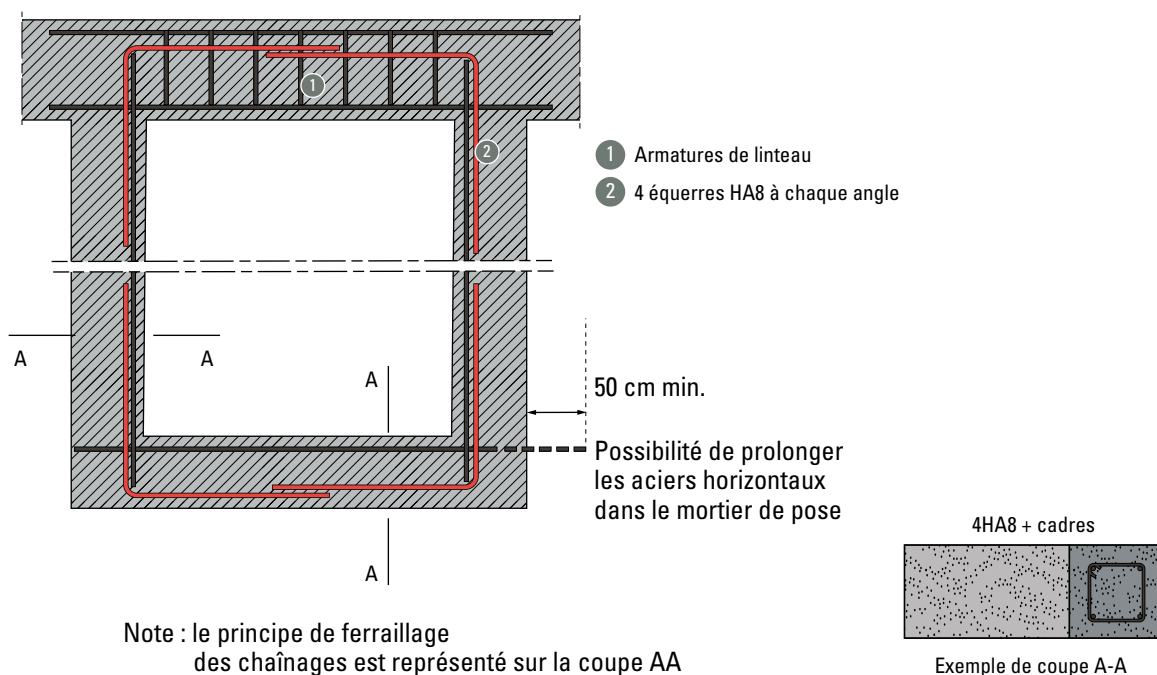 1
2
1 Armatures de linteau
2 4 équerres HA8 à chaque angle
A
A
A
A
50 cm min.
Possibilité de prolonger
les aciers horizontaux
dans le mortier de pose
4HA8 + cadres
Note : le principe de ferraillage
des chaînages est représenté sur la coupe AA
Exemple de coupe A-A